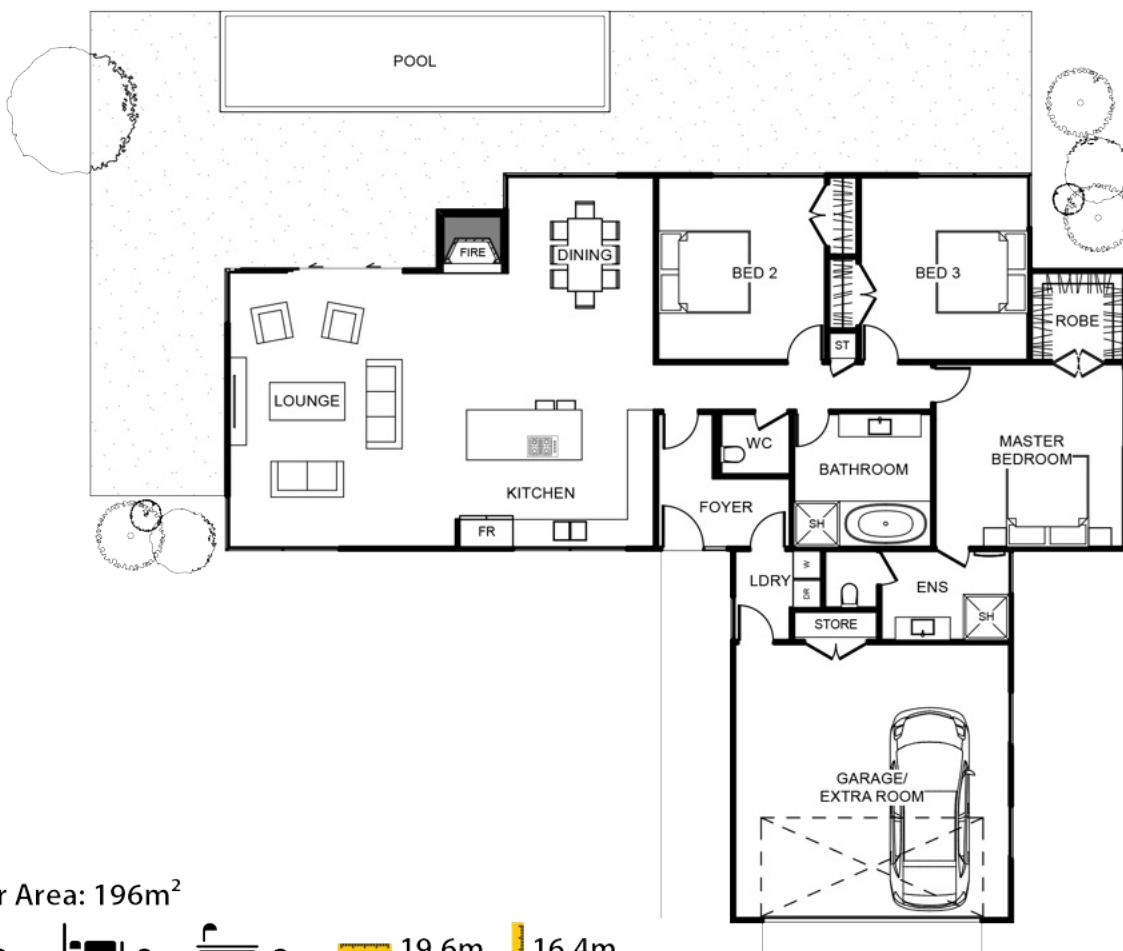 POOL
FIRE
DINING
BED 2
BED 3
ROBE
ST
LOUNGE
WC
MASTER
BEDROOM
BATHROOM
KITCHEN
FOYER
SH
FR
LDRY
W
DR
ENS
STORE
SH
GARAGE/
EXTRA ROOM
r Area: 196m²
19.6m 16.4m